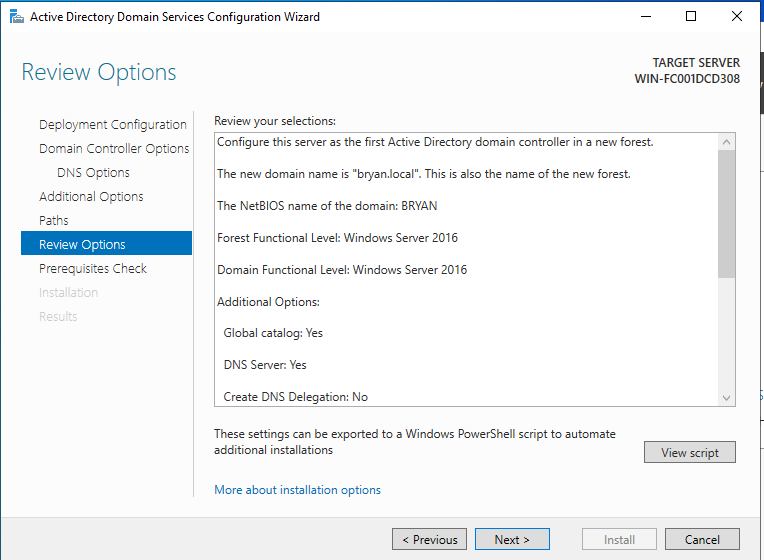 Active Directory Domain Services Configuration Wizard
Review Options
TARGET SERVER
WIN-FC001DCD308
Deployment Configuration
Domain Controller Options
DNS Options
Additional Options
Paths
Review Options
Prerequisites Check
Installation
Results
Review your selections:
Configure this server as the first Active Directory domain controller in a new forest.
The new domain name is "bryan.local". This is also the name of the new forest.
The NetBIOS name of the domain: BRYAN
Forest Functional Level: Windows Server 2016
Domain Functional Level: Windows Server 2016
Additional Options:
Global catalog: Yes
DNS Server: Yes
Create DNS Delegation: No
These settings can be exported to a Windows PowerShell script to automate
additional installations
View script
More about installation options
< Previous
Next >
Install
Cancel